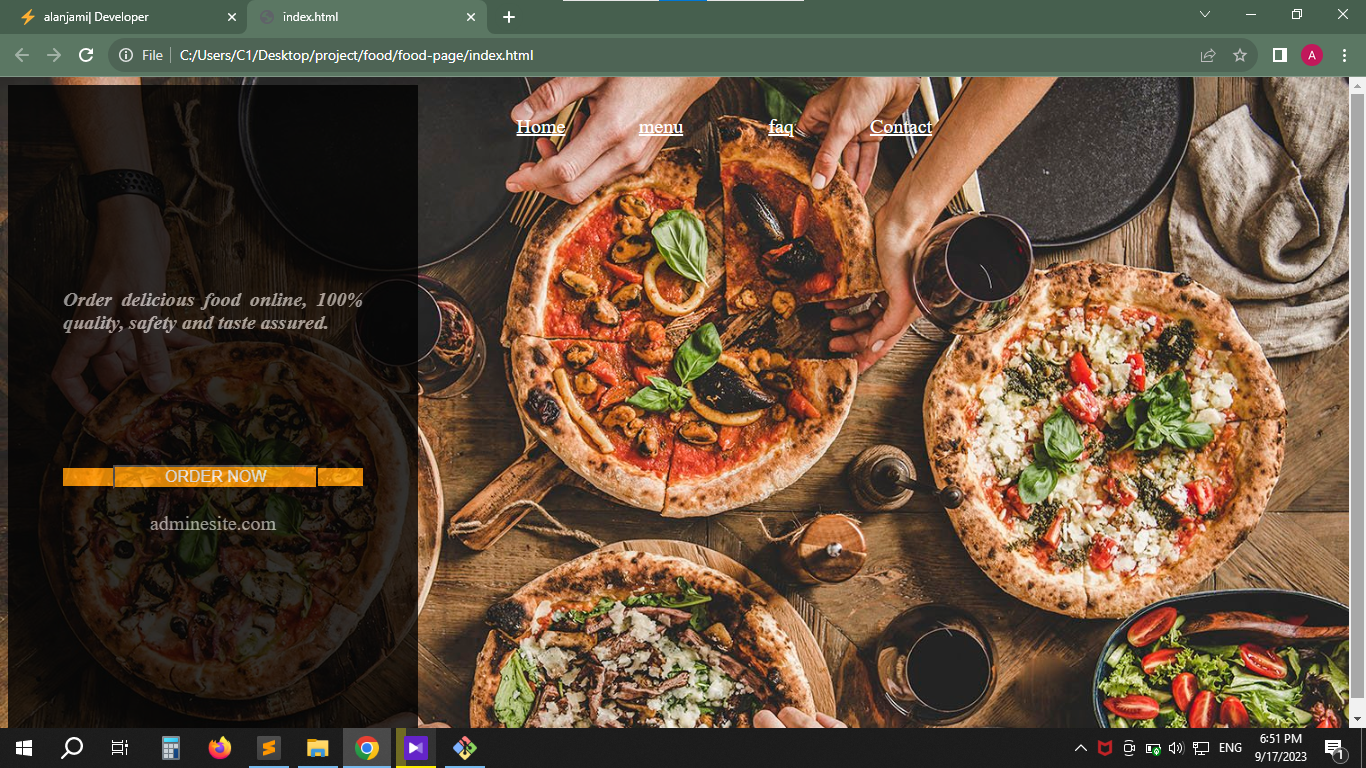 alanjami| Developer
index.html
File
C:/Users/C1/Desktop/project/food/food-page/index.html
A
Home menu faq Contact
Order delicious food online, 100%
quality, safety and taste assured.
ORDER NOW
adminesite.com
ENG
6:51 PM
9/17/2023
1